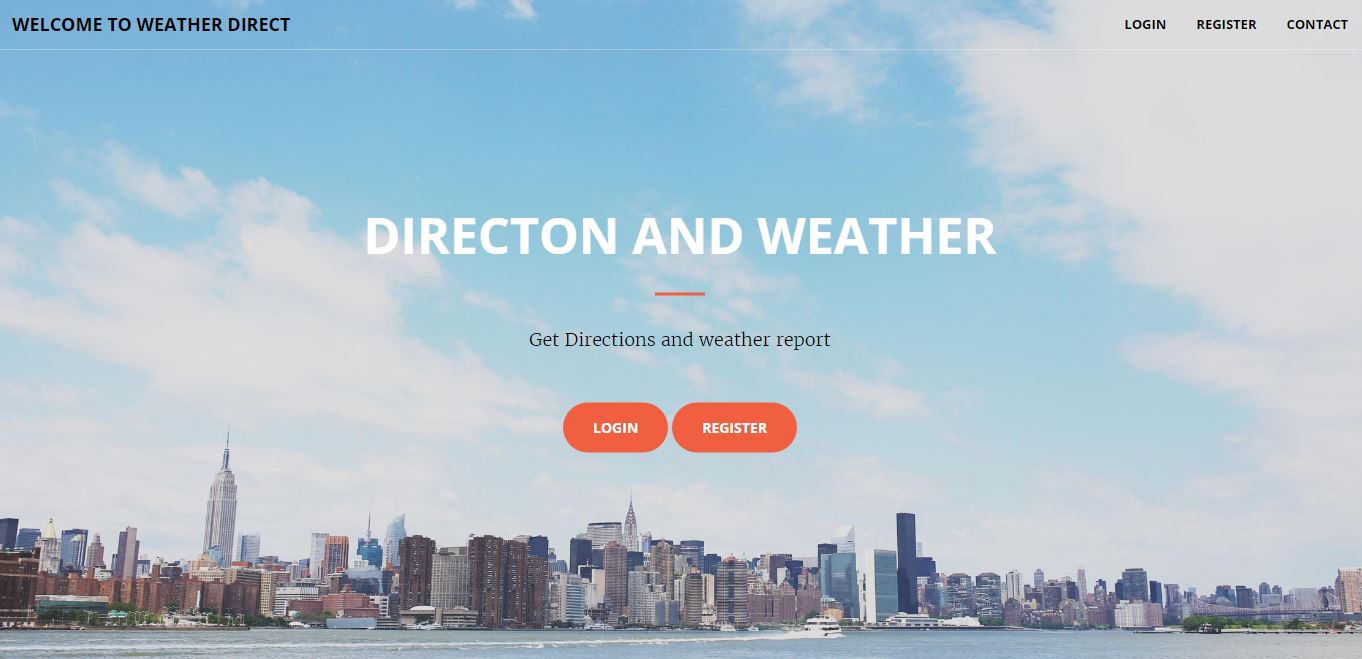 WELCOME TO WEATHER DIRECT
LOGIN REGISTER CONTACT
DIRECTON AND WEATHER
Get Directions and weather report
LOGIN REGISTER